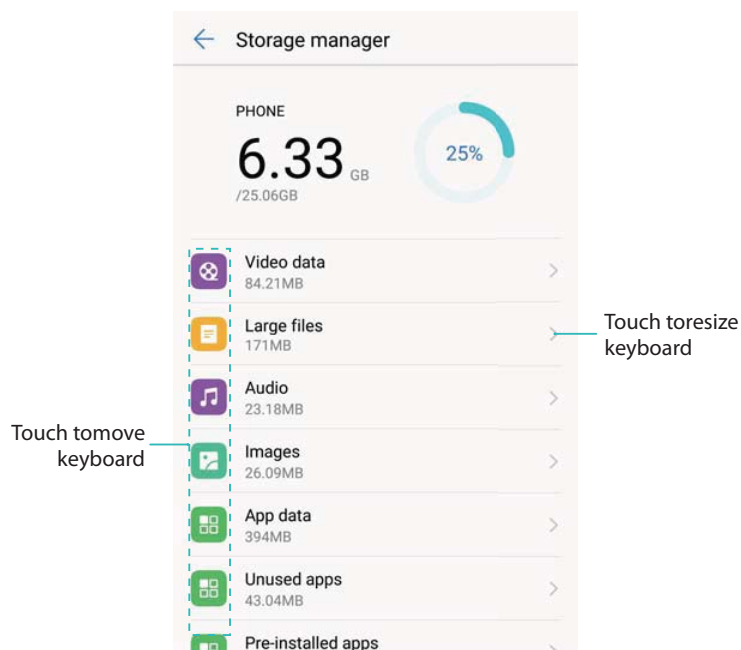 Storage manager
PHONE
6.33 GB
/25.06GB
25%
Video data
84.21MB
Large files
171MB
Touch toresize
keyboard
Audio
23.18MB
Touch tomove
keyboard
Images
26.09MB
App data
394MB
Unused apps
43.04MB
Pre-installed apps